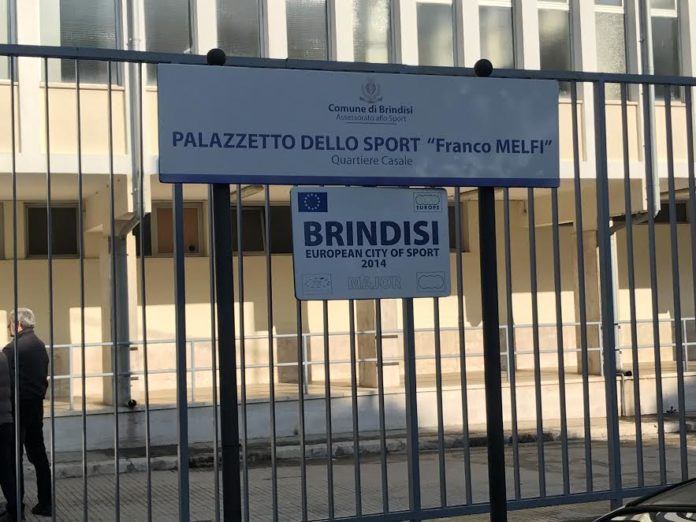 Comune di Brindisi
Assessorato allo Sport
PALAZZETTO DELLO SPORT "Franco MELFI"
Quartiere Casale
EUROPE
BRINDISI
EUROPEAN CITY OF SPORT
2014
MAJOR